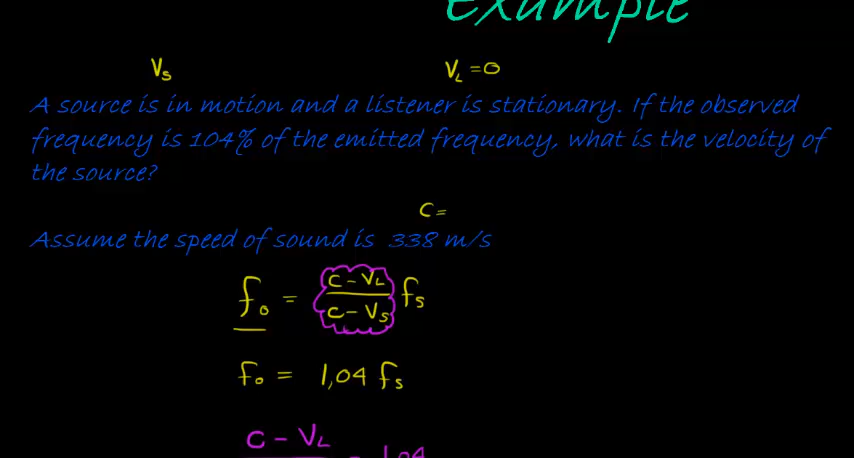 Example
Vs VL = 0
A source is in motion and a listener is stationary. If the observed
frequency is 104% of the emitted frequency, what is the velocity of
the source?
C =
Assume the speed of sound is 338 m/s
fo = (C - VL)/(C - Vs) fs
fo = 1,04 fs
C - VL
= 1,04